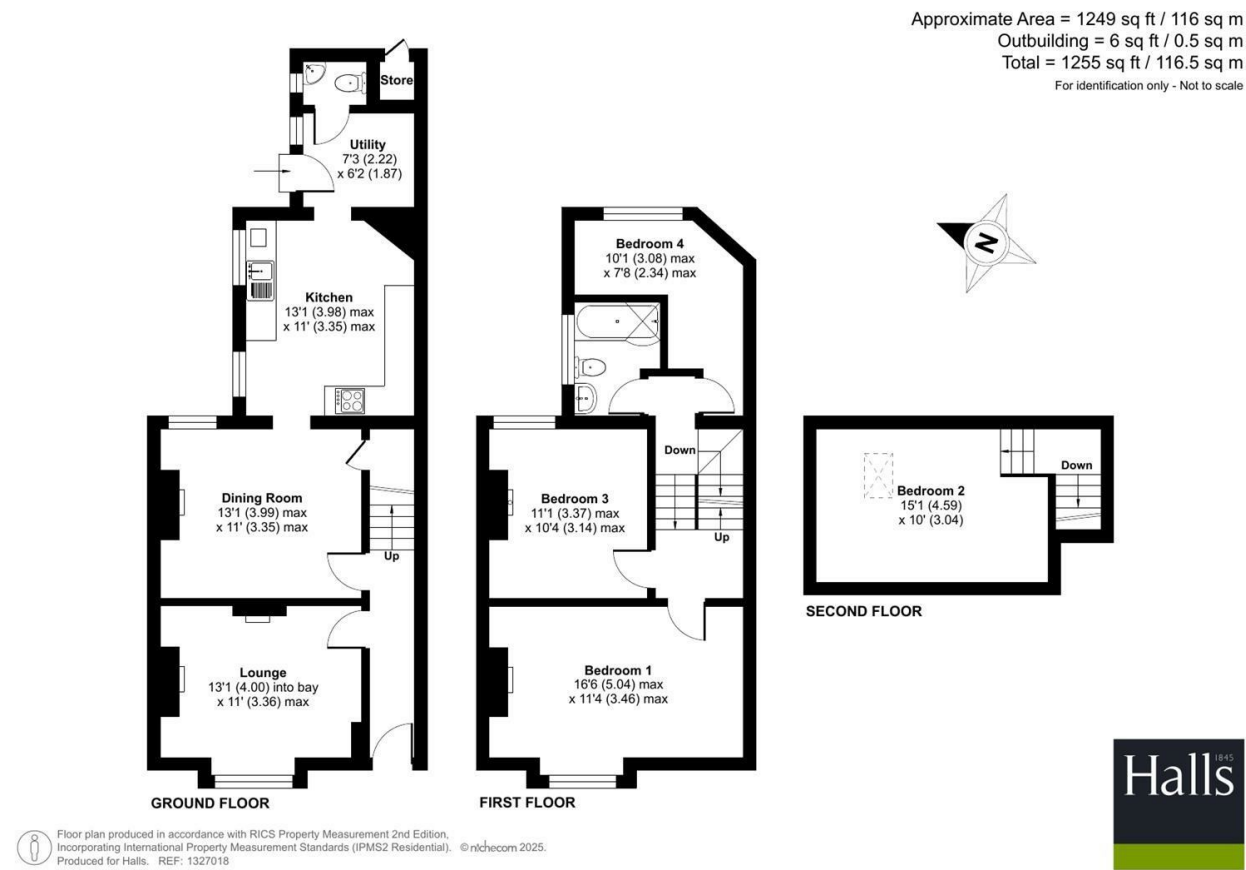 Approximate Area = 1249 sq ft / 116 sq m
Outbuilding = 6 sq ft / 0.5 sq m
Total = 1255 sq ft / 116.5 sq m
For identification only - Not to scale
Store
Utility
7'3 (2.22)
x 6'2 (1.87)
Kitchen
13'1 (3.98) max
x 11' (3.35) max
Dining Room
13'1 (3.99) max
x 11' (3.35) max
Up
Lounge
13'1 (4.00) into bay
x 11' (3.36) max
GROUND FLOOR
Bedroom 4
10'1 (3.08) max
x 7'8 (2.34) max
Down
Bedroom 3
11'1 (3.37) max
x 10'4 (3.14) max
Up
Bedroom 1
16'6 (5.04) max
x 11'4 (3.46) max
FIRST FLOOR
N
Down
Bedroom 2
15'1 (4.59)
x 10' (3.04)
SECOND FLOOR
Halls
1845
Floor plan produced in accordance with RICS Property Measurement 2nd Edition,
Incorporating International Property Measurement Standards (IPMS2 Residential). © nichecom 2025.
Produced for Halls. REF: 1327018